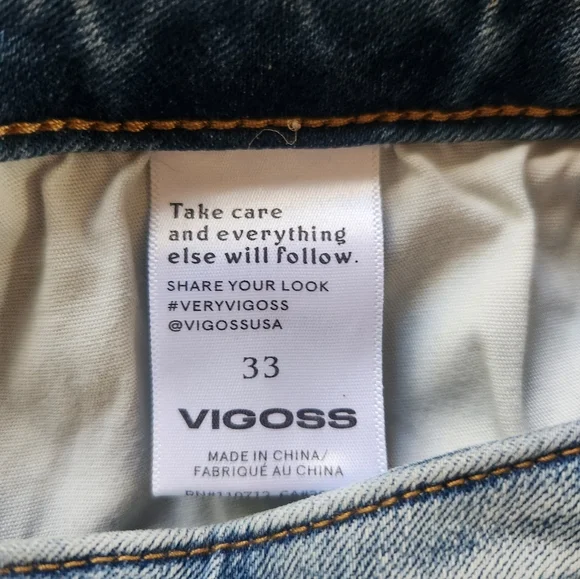 Take care
and everything
else will follow.
SHARE YOUR LOOK
#VERYVIGOSS
@VIGOSSUSA
33
VIGOSS
MADE IN CHINA/
FABRIQUÉ AU CHINA